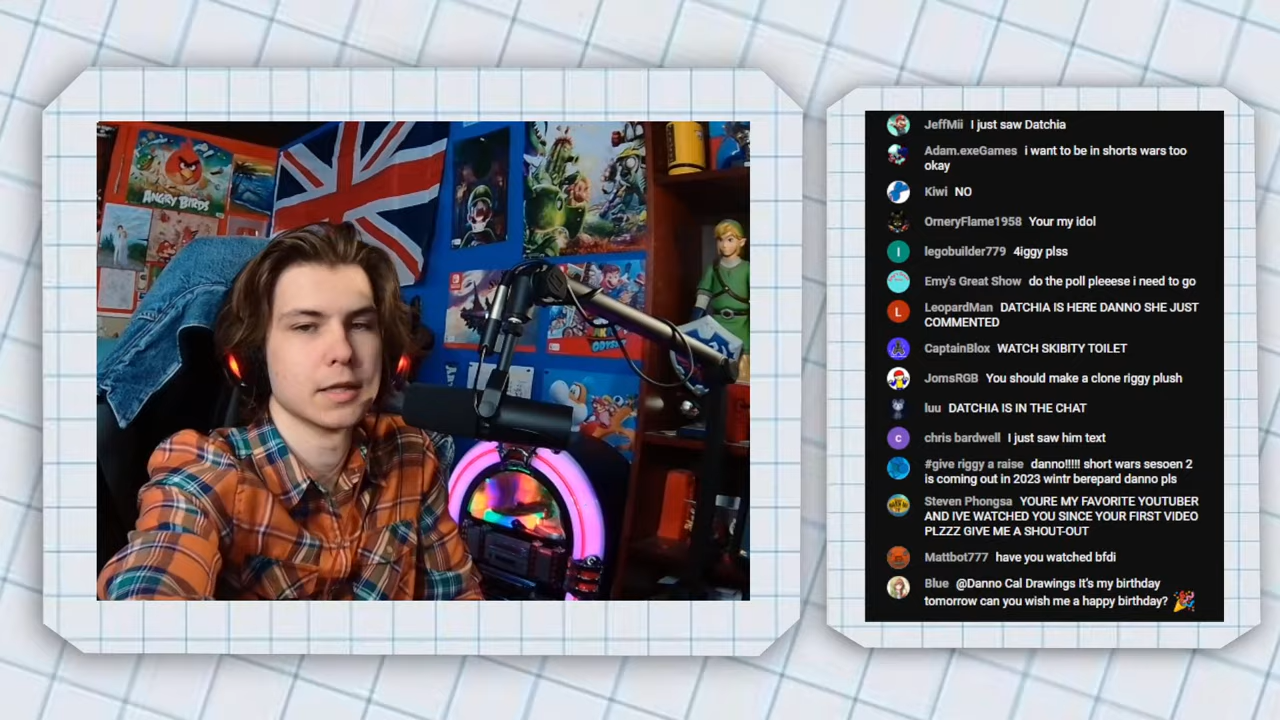 ANGRY BIRDS
ODYSSEY
JeffMii I just saw Datchia
Adam.exeGames i want to be in shorts wars too
okay
Kiwi NO
OmeryFlame1958 Your my idol
legobuilder779 4iggy plss
Emy's Great Show do the poll pleeese i need to go
LeopardMan DATCHIA IS HERE DANNO SHE JUST
COMMENTED
CaptainBlox WATCH SKIBITY TOILET
JomsRGB You should make a clone riggy plush
luu DATCHIA IS IN THE CHAT
chris bardwell I just saw him text
#give riggy a raise danno!!!!! short wars sesoen 2
is coming out in 2023 wintr berepard danno pls
Steven Phongsa YOURE MY FAVORITE YOUTUBER
AND IVE WATCHED YOU SINCE YOUR FIRST VIDEO
PLZZZ GIVE ME A SHOUT-OUT
Mattbot777 have you watched bfdi
Blue @Danno Cal Drawings It's my birthday
tomorrow can you wish me a happy birthday?